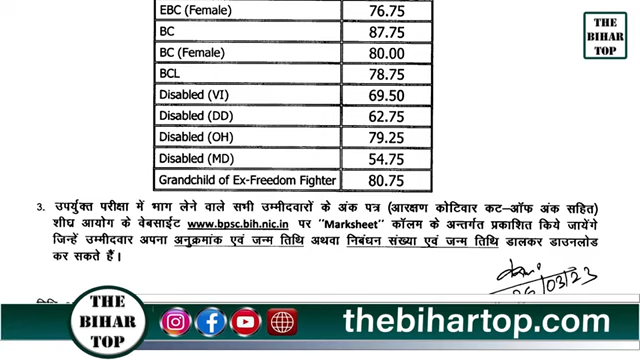 EBC (Female) 76.75
BC 87.75
BC (Female) 80.00
BCL 78.75
Disabled (VI) 69.50
Disabled (DD) 62.75
Disabled (OH) 79.25
Disabled (MD) 54.75
Grandchild of Ex-Freedom Fighter 80.75
THE
BIHAR
TOP
3. उपर्युक्त परीक्षा में भाग लेने वाले सभी उम्मीदवारों के अंक पत्र (आरक्षण कोटिवार कट-ऑफ अंक सहित)
शीघ्र आयोग के वेबसाईट www.bpsc.bih.nic.in पर "Marksheet" कॉलम के अन्तर्गत प्रकाशित किये जायेंगे
जिन्हें उम्मीदवार अपना अनुक्रमांक एवं जन्म तिथि अथवा निबंधन संख्या एवं जन्म तिथि डालकर डाउनलोड
कर सकते हैं।
/03/23
THE
BIHAR
TOP
thebihartop.com